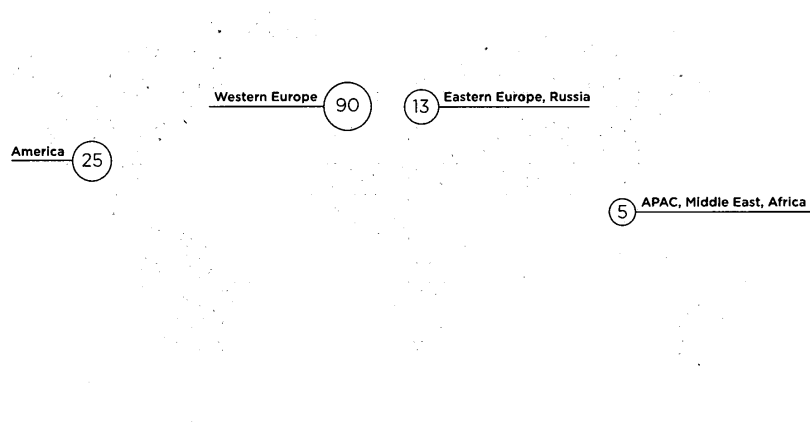 Western Europe 90
13 Eastern Europe, Russia
America 25
5 APAC, Middle East, Africa